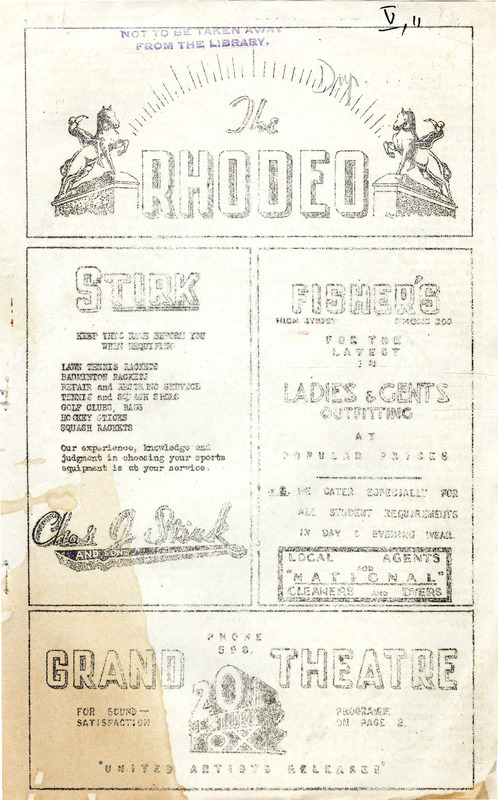 V, 11
NOT TO BE TAKEN AWAY
FROM THE LIBRARY.
Dup.
The
RHODEO
STIRK
KEEP THIS NAME BEFORE YOU
WHEN REQUIRING
LAWN TENNIS RACKETS
BADMINTON RACKETS
REPAIR and RESTRING SERVICE
TENNIS and SQUASH SHOES
GOLF CLUBS, BAGS
HOCKEY STICKS
SQUASH RACKETS
Our experience, knowledge and
judgment in choosing your sports
equipment is at your service.
Chas G Stirk
AND SONS
FISHER'S
HIGH STREET
FOR THE
LATEST
IN
LADIES & GENTS
OUTFITTING
AT
POPULAR PRICES
WE CATER ESPECIALLY FOR
ALL STUDENT REQUIREMENTS
IN DAY & EVENING WEAR.
LOCAL AGENTS
FOR
"NATIONAL"
CLEANERS AND DYERS
PHONE
598.
GRAND THEATRE
20
FOR SOUND—
SATISFACTION
PROGRAMME
ON PAGE 2.
"UNITED ARTISTS RELEASES"